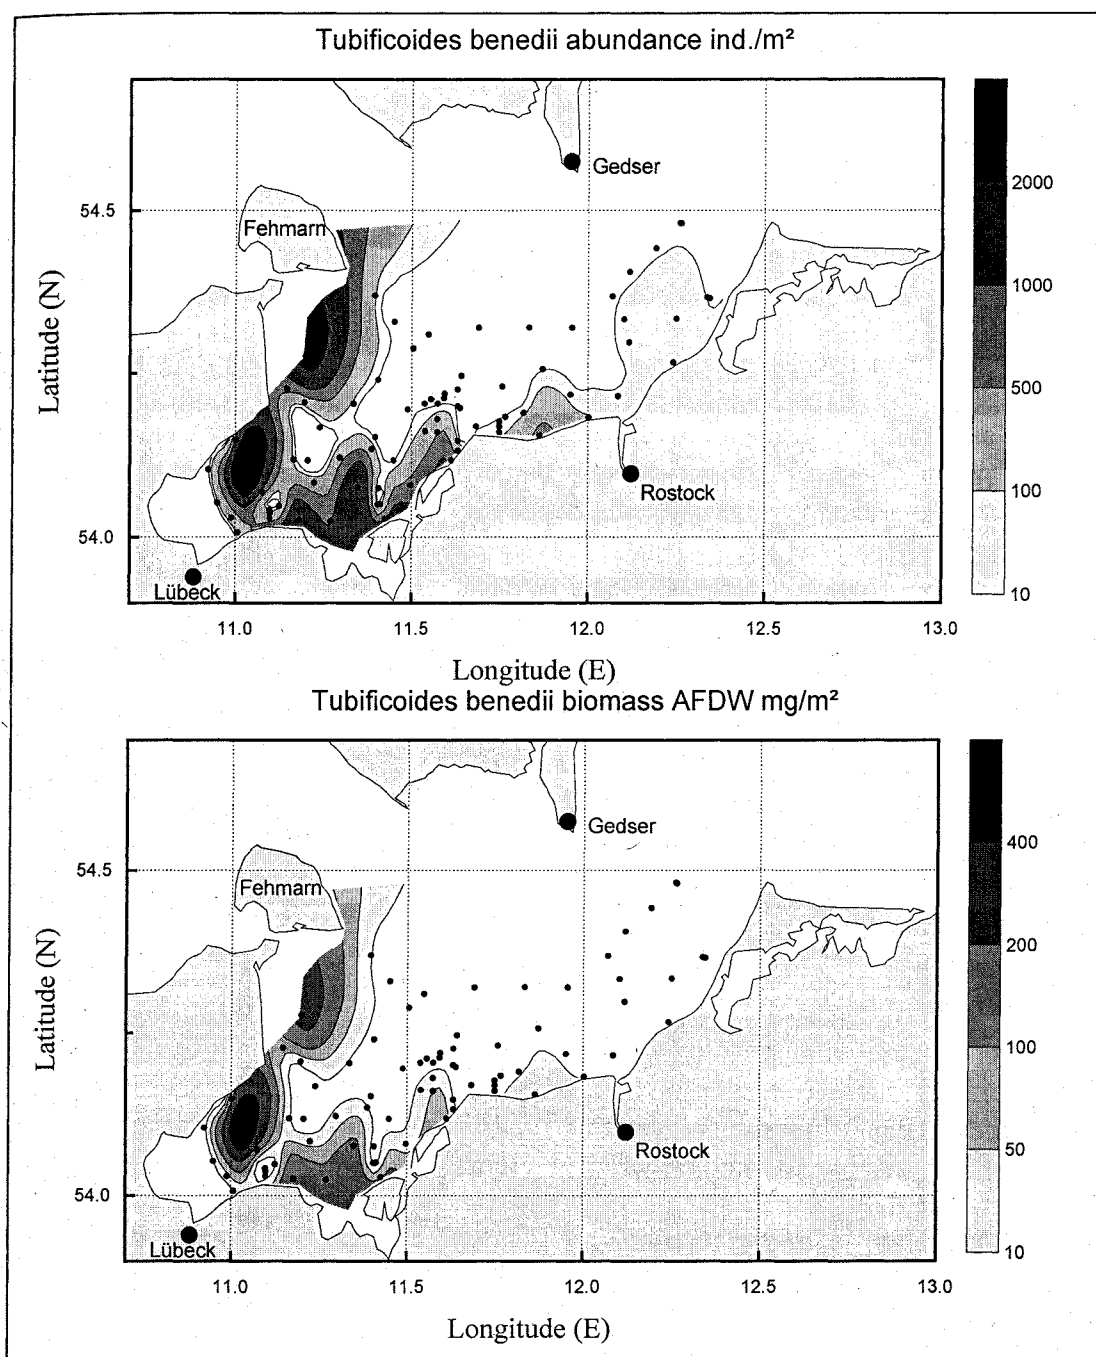 Tubificoides benedii abundance ind./m²
Gedser
2000
54.5
Fehmarn
1000
Latitude (N)
500
100
Rostock
54.0
Lübeck
10
11.0
11.5
12.0
12.5
13.0
Longitude (E)
Tubificoides benedii biomass AFDW mg/m²
Gedser
400
54.5
Fehmarn
200
Latitude (N)
100
50
Rostock
54.0
Lübeck
10
11.0
11.5
12.0
12.5
13.0
Longitude (E)